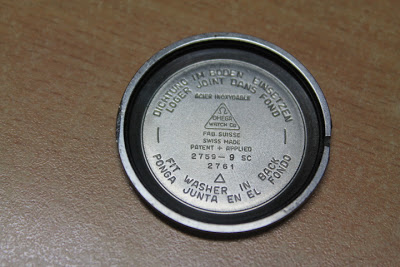 DICHTUNG IM BODEN EINSETZEN
LOGER JOINT DANS FOND
ACIER INOXYDABLE
Ω
OMEGA
WATCH CO
FAB. SUISSE
SWISS MADE
PATENT + APPLIED
2759-9 SC
2761
FIT WASHER IN BACK
PONGA JUNTA EN EL FONDO